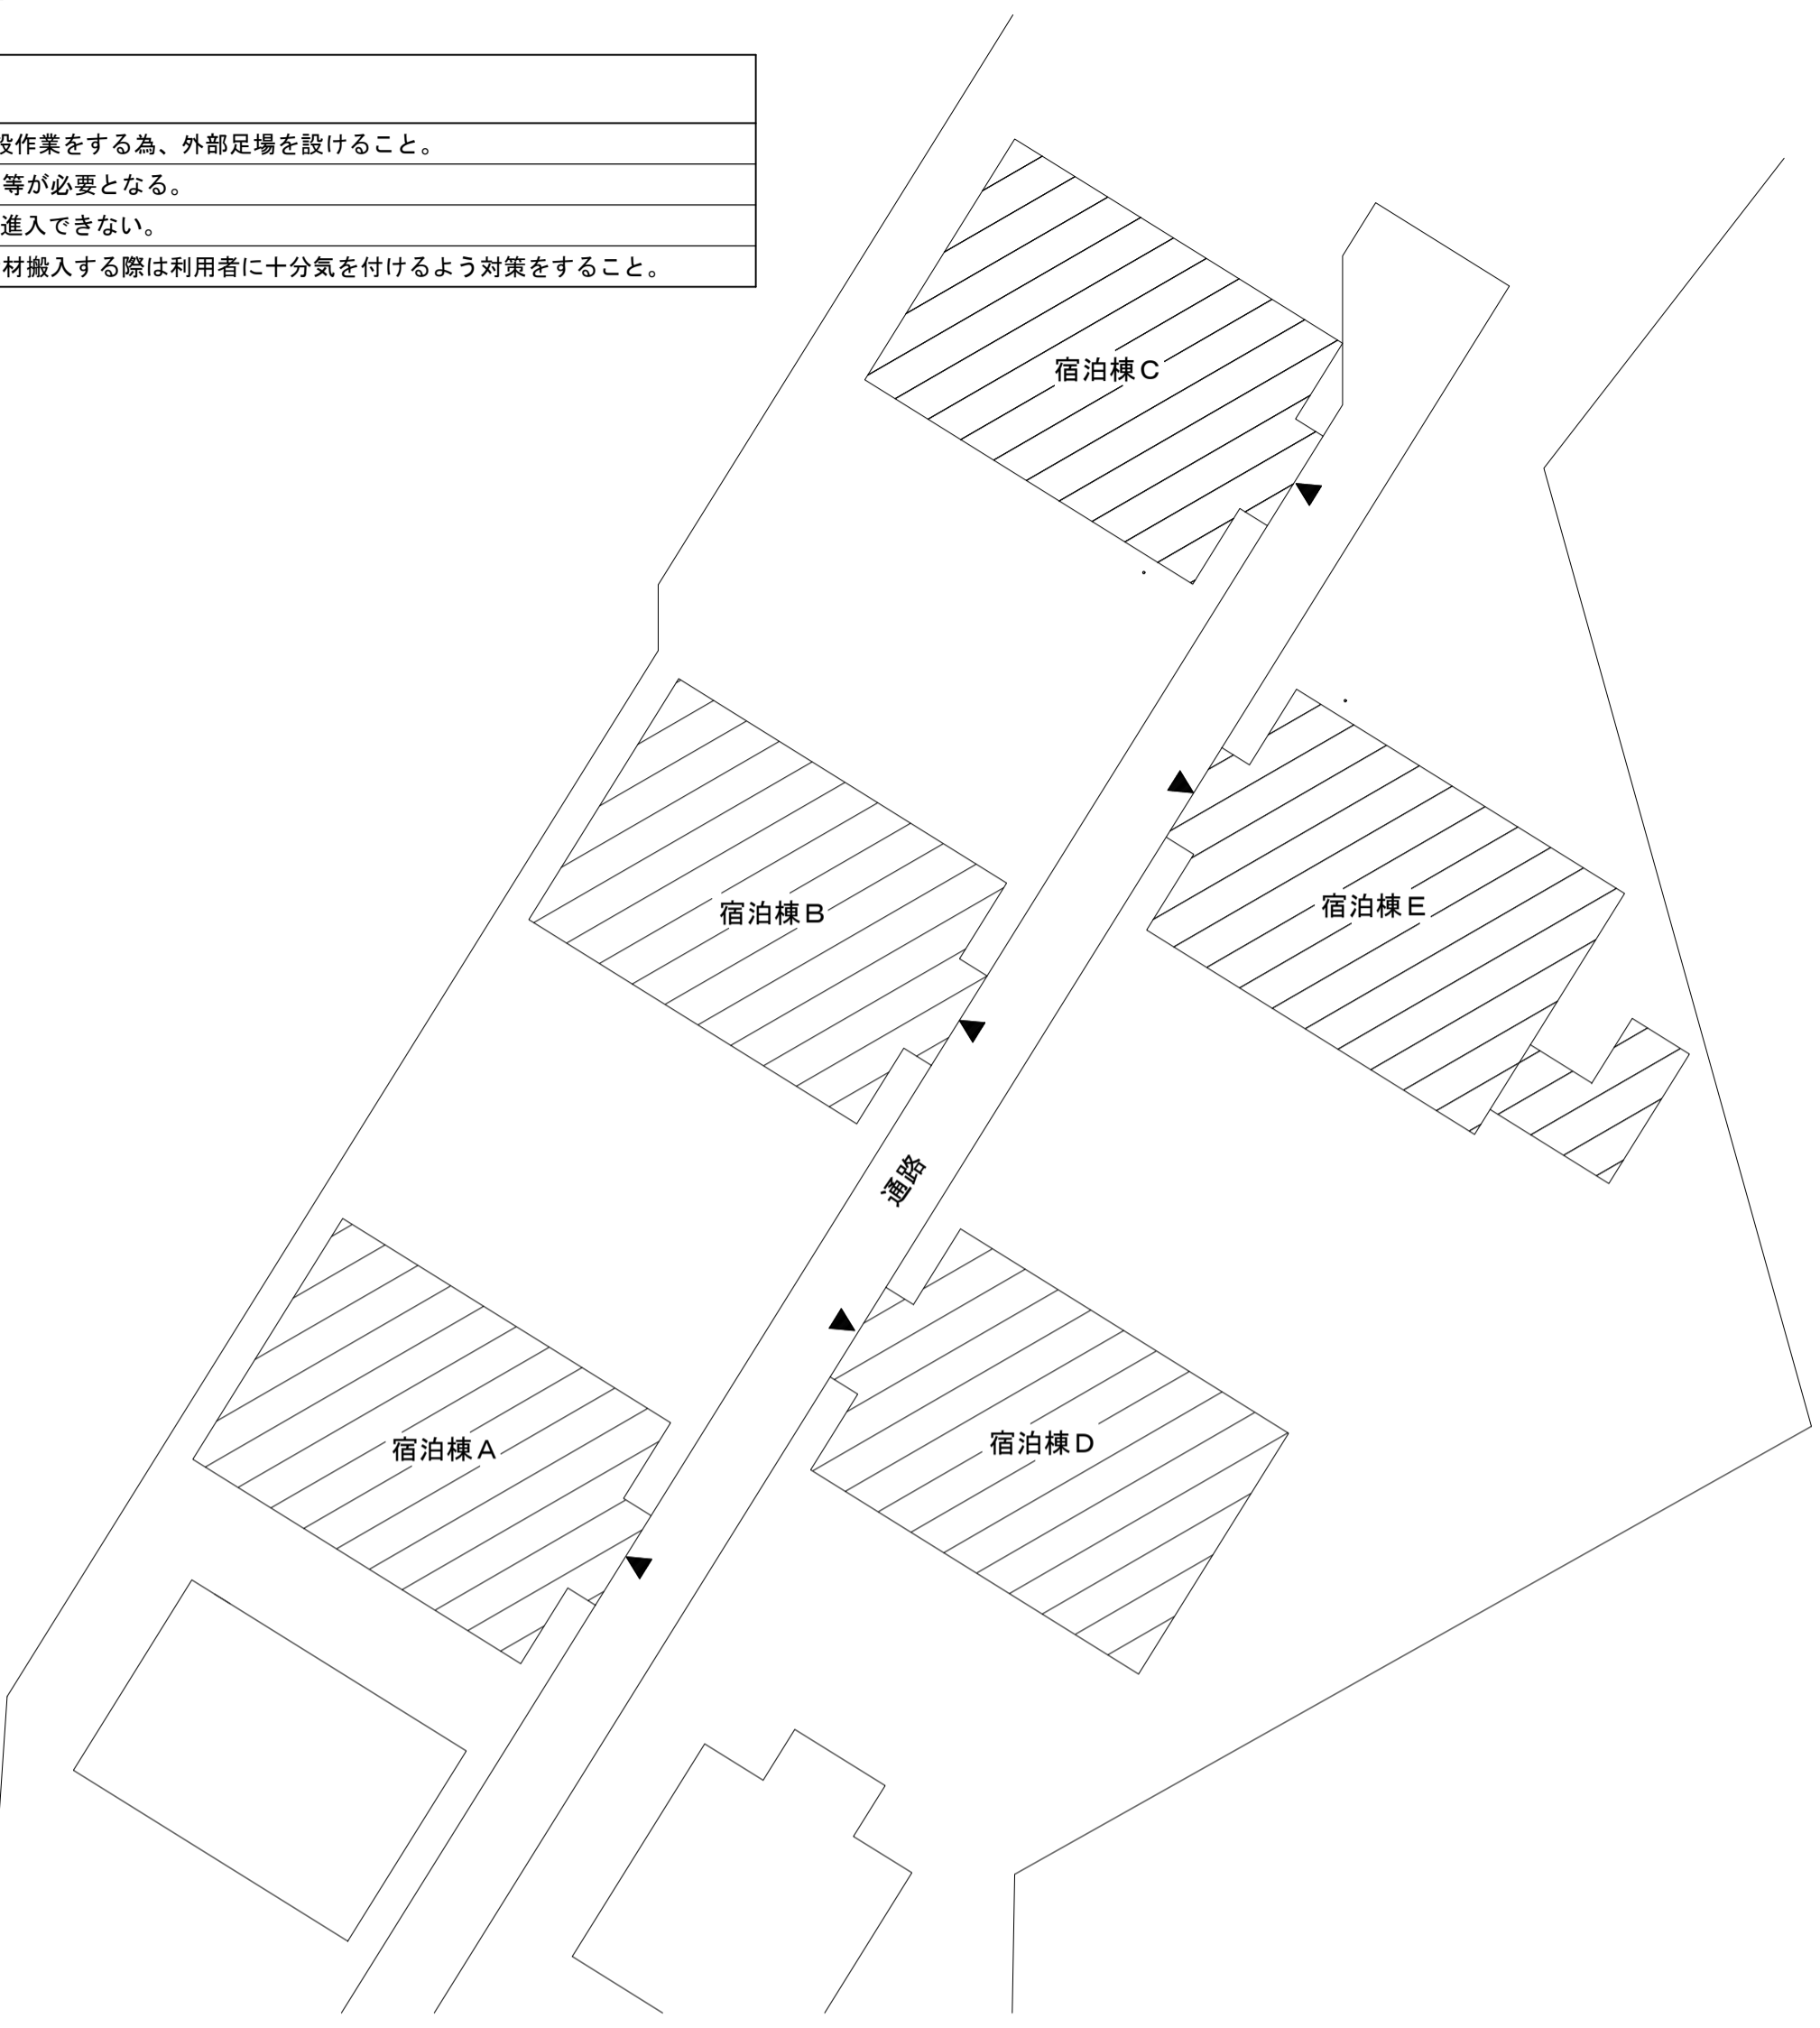 設作業をする為、外部足場を設けること。
等が必要となる。
進入できない。
材搬入する際は利用者に十分気を付けるよう対策をすること。
宿泊棟C
宿泊棟B
宿泊棟E
通路
宿泊棟A
宿泊棟D